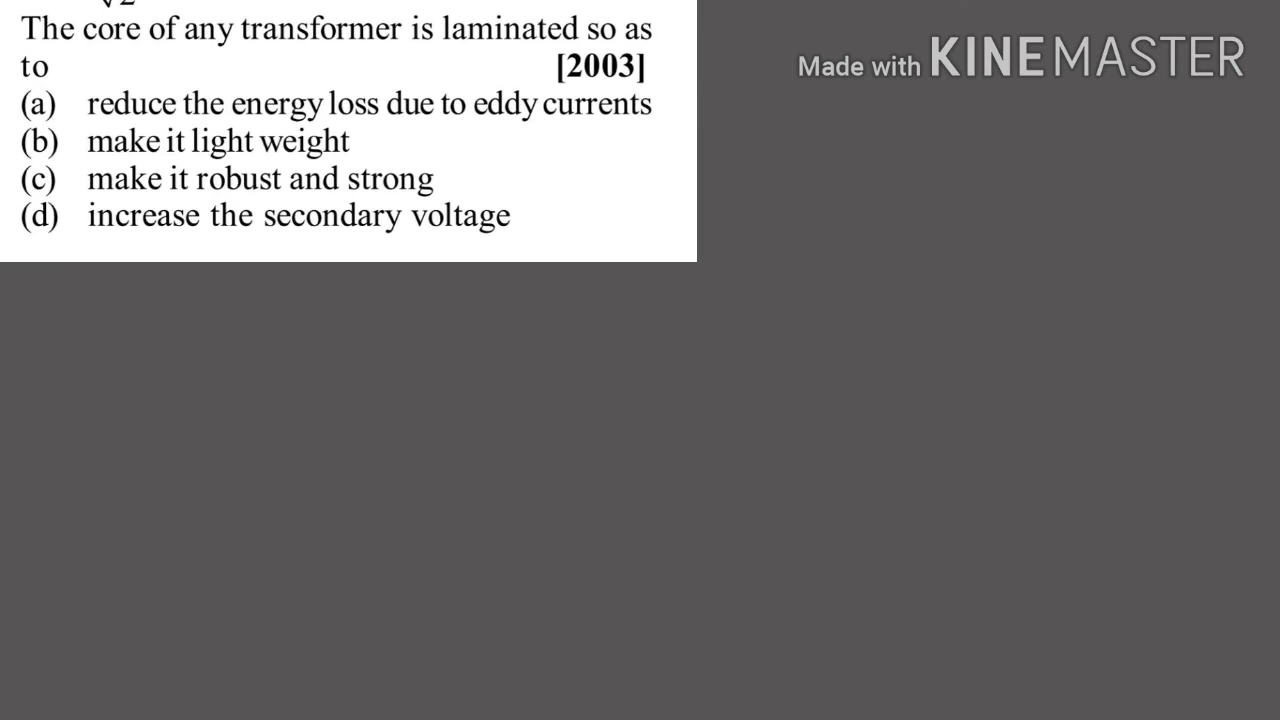 √2
The core of any transformer is laminated so as
to [2003]
(a) reduce the energy loss due to eddy currents
(b) make it light weight
(c) make it robust and strong
(d) increase the secondary voltage
Made with KINEMASTER